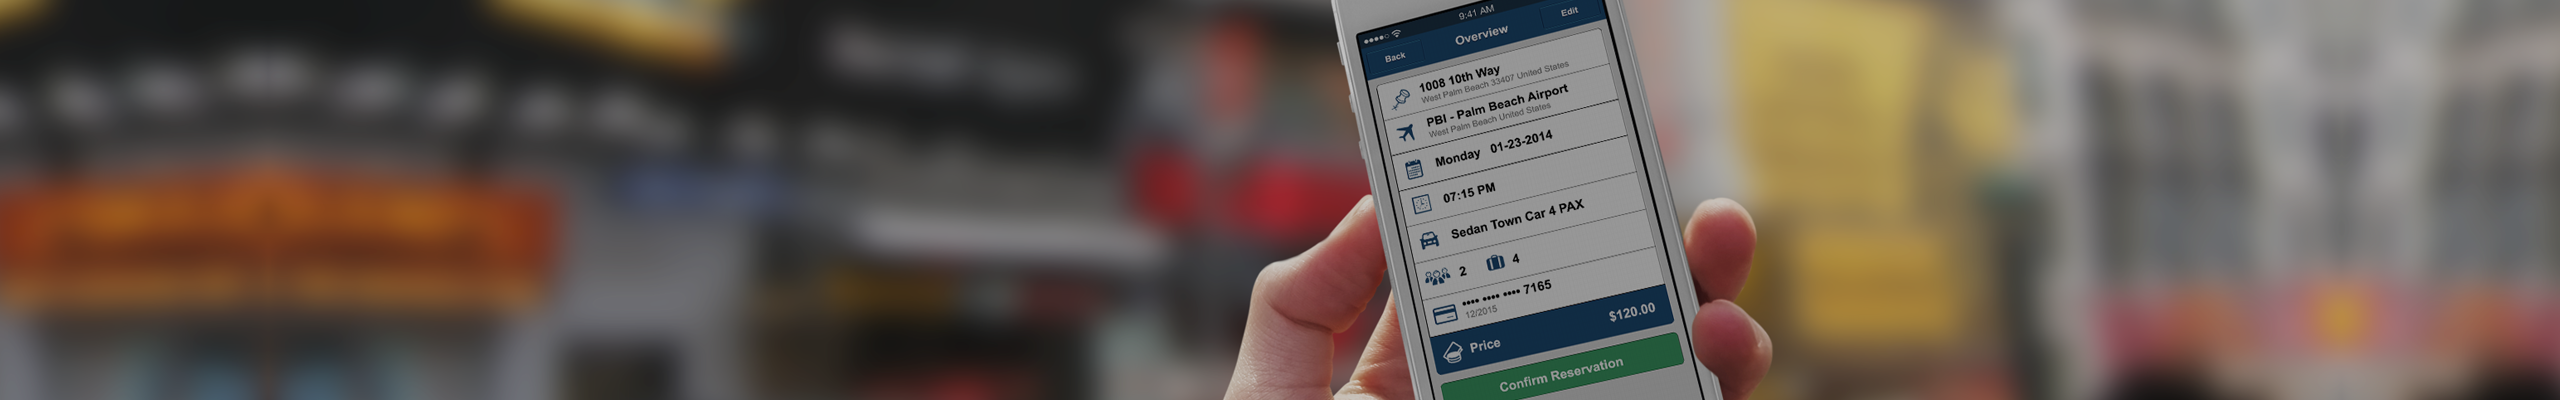 9:41 AM
Back
Overview
Edit
1008 10th Way
West Palm Beach 33407 United States
PBI - Palm Beach Airport
West Palm Beach United States
Monday 01-23-2014
07:15 PM
Sedan Town Car 4 PAX
2 4
•••• •••• •••• 7165
12/2015
Price $120.00
Confirm Reservation